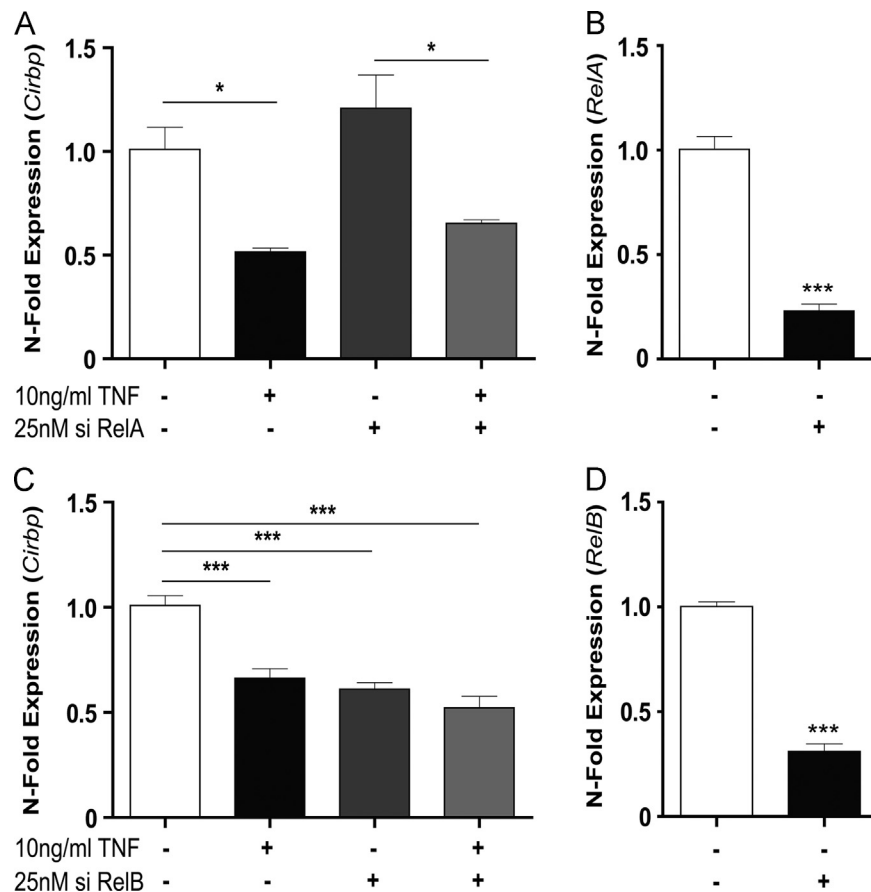 A
N-Fold Expression (Cirbp)
1.5
1.0
0.5
0
*
*
10ng/ml TNF - + - +
25nM si RelA - - + +
B
N-Fold Expression (RelA)
1.5
1.0
0.5
0
***
- -
- +
C
N-Fold Expression (Cirbp)
1.5
1.0
0.5
0
***
***
***
10ng/ml TNF - + - +
25nM si RelB - - + +
D
N-Fold Expression (RelB)
1.5
1.0
0.5
0
***
- -
- +